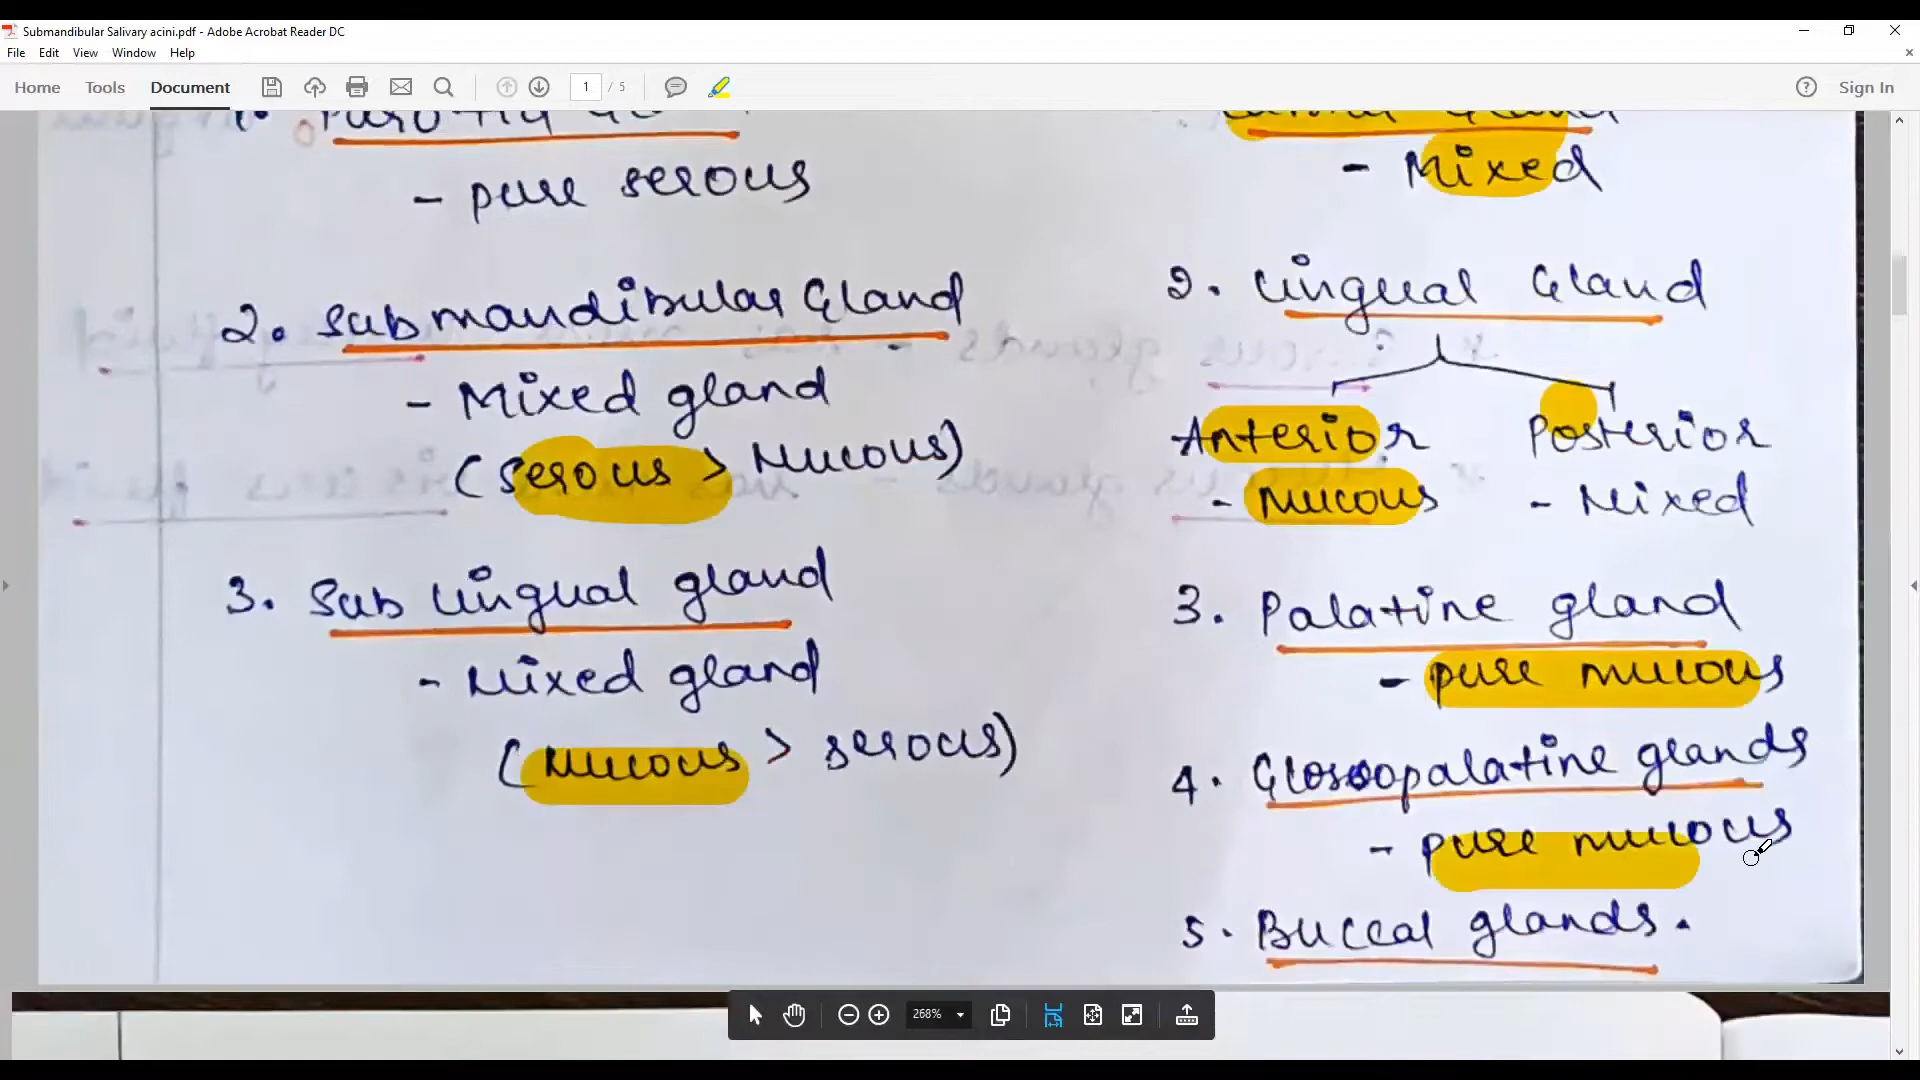 Submandibular Salivary acini.pdf - Adobe Acrobat Reader DC
File Edit View Window Help
Home Tools Document 1 / 5 Sign In
1. Parotid
- pure serous
2. Submandibular Gland
- Mixed gland
(serous > Mucous)
3. Sub lingual gland
- Mixed gland
(Mucous > serous)
Gland
- Mixed
2. Lingual Gland
Anterior Posterior
- Mucous - Mixed
3. Palatine gland
- pure mucous
4. Glossopalatine glands
- pure mucous
5. Buccal glands.
268%